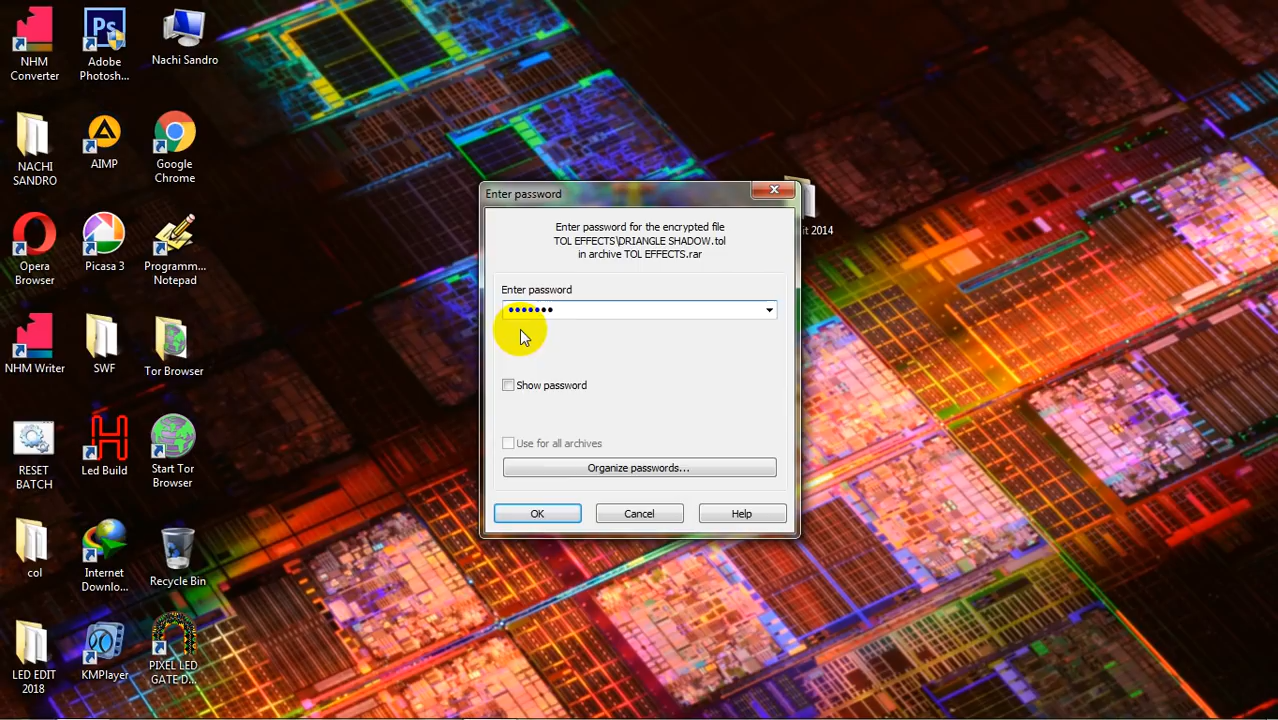 NHM
Converter
Adobe
Photosh...
Nachi Sandro
NACHI
SANDRO
AIMP
Google
Chrome
Opera
Browser
Picasa 3
Programm...
Notepad
NHM Writer
SWF
Tor Browser
RESET
BATCH
Led Build
Start Tor
Browser
col
Internet
Downlo...
Recycle Bin
LED EDIT
2018
KMPlayer
PIXEL LED
GATE D...
Ps
it 2014
Enter password
Enter password for the encrypted file
TOL EFFECTS\DRIANGLE SHADOW.tol
in archive TOL EFFECTS.rar
Enter password
•••••••
Show password
Use for all archives
Organize passwords...
OK
Cancel
Help